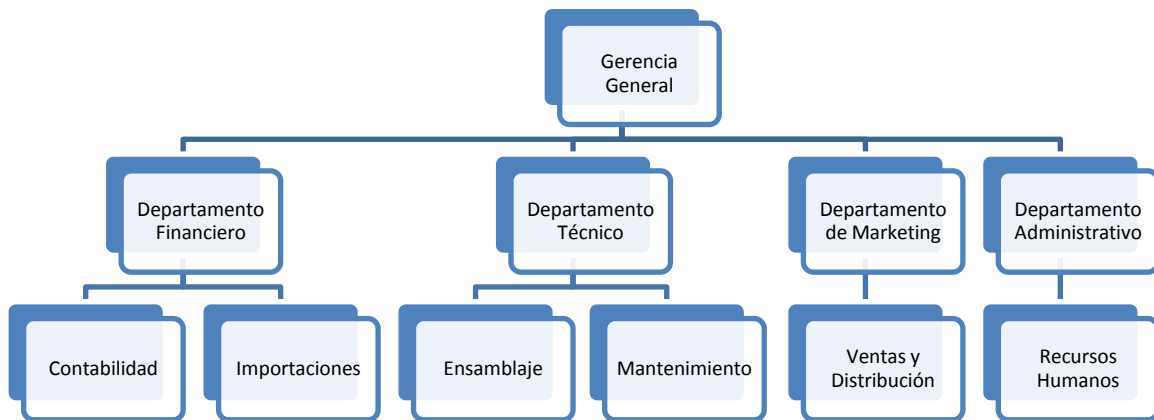 Gerencia
General
Departamento
Financiero
Departamento
Técnico
Departamento
de Marketing
Departamento
Administrativo
Contabilidad
Importaciones
Ensamblaje
Mantenimiento
Ventas y
Distribución
Recursos
Humanos